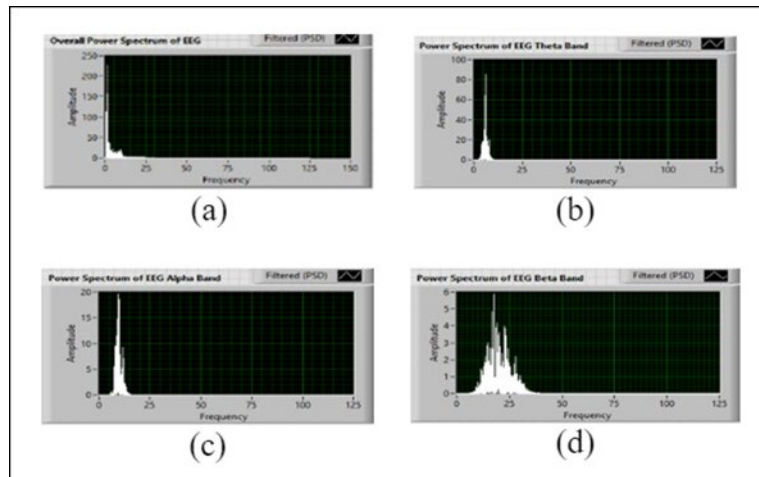 Overall Power Spectrum of EEG
Filtered (PSD)
250
200
150
100
50
0
Amplitude
0 25 50 75 100 125 150
Frequency
(a)
Power Spectrum of EEG Theta Band
Filtered (PSD)
100
80
60
40
20
0
Amplitude
0 25 50 75 100 125
Frequency
(b)
Power Spectrum of EEG Alpha Band
Filtered (PSD)
20
15
10
5
0
Amplitude
0 25 50 75 100 125
Frequency
(c)
Power Spectrum of EEG Beta Band
Filtered (PSD)
6
5
4
3
2
1
0
Amplitude
0 25 50 75 100 125
Frequency
(d)